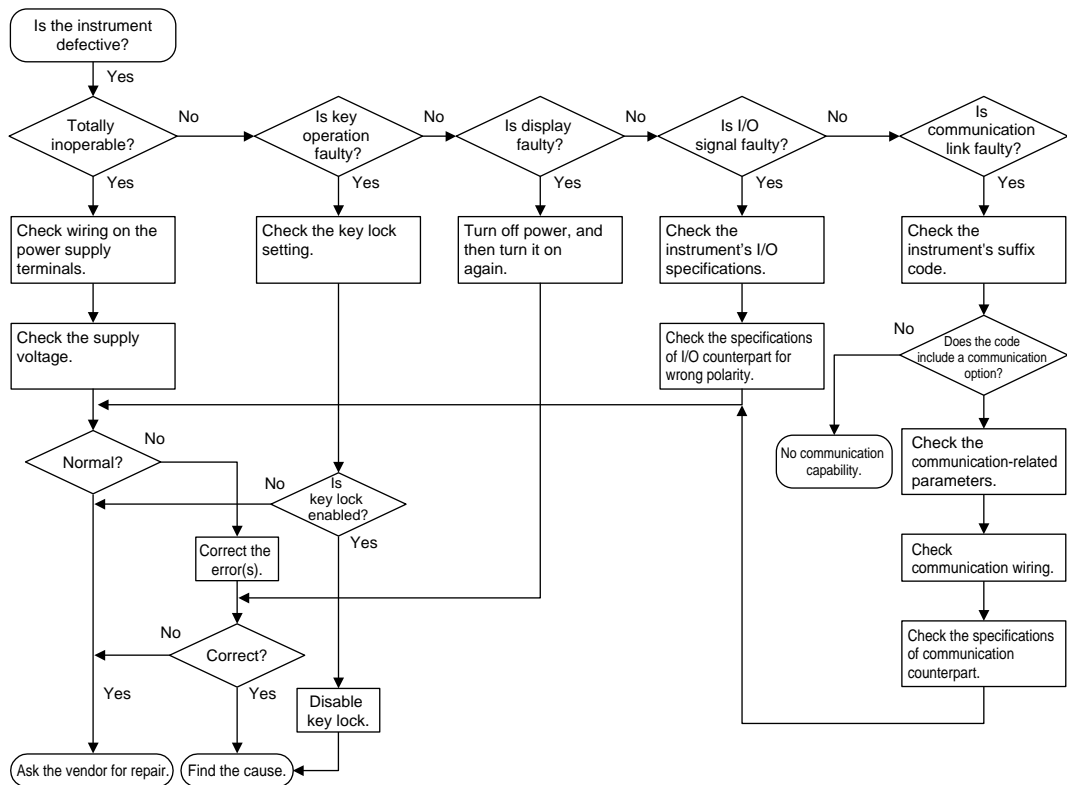 Is the instrument
defective?
Yes
Totally
inoperable?
No
Is key
operation
faulty?
No
Is display
faulty?
No
Is I/O
signal faulty?
No
Is
communication
link faulty?
Yes
Yes
Yes
Yes
Yes
Check wiring on the
power supply
terminals.
Check the key lock
setting.
Turn off power, and
then turn it on
again.
Check the
instrument's I/O
specifications.
Check the
instrument's suffix
code.
Check the supply
voltage.
Check the specifications
of I/O counterpart for
wrong polarity.
No
Does the code
include a communication
option?
No communication
capability.
Check the
communication-related
parameters.
Normal?
No
No
Is
key lock
enabled?
Yes
Correct the
error(s).
Check
communication wiring.
No
Correct?
Yes
Yes
Check the specifications
of communication
counterpart.
Disable
key lock.
Ask the vendor for repair.
Find the cause.